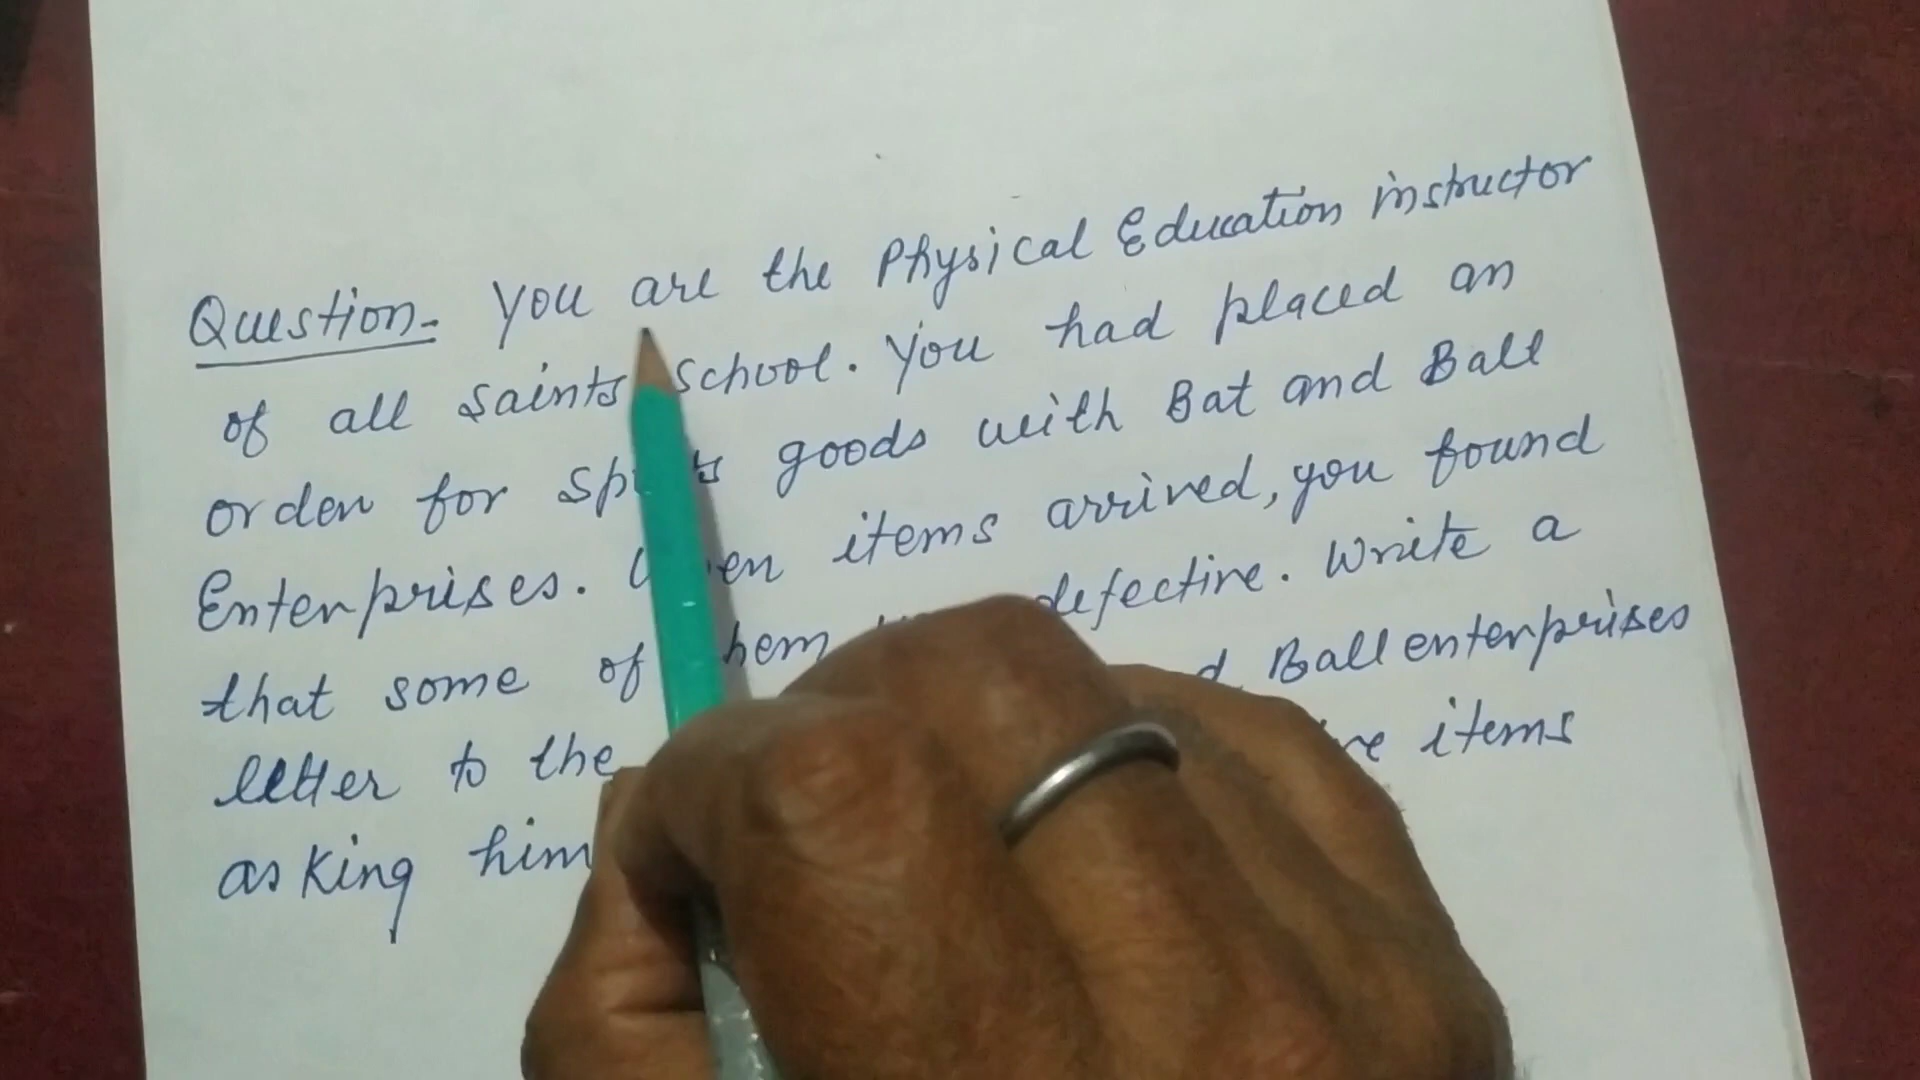 Question. You are the Physical Education instructor
of all saints school. You had placed an
order for goods with Bat and Ball
Enterprises. items arrived, you found
that some of defective. Write a
letter to the Ball enterprises
asking him items